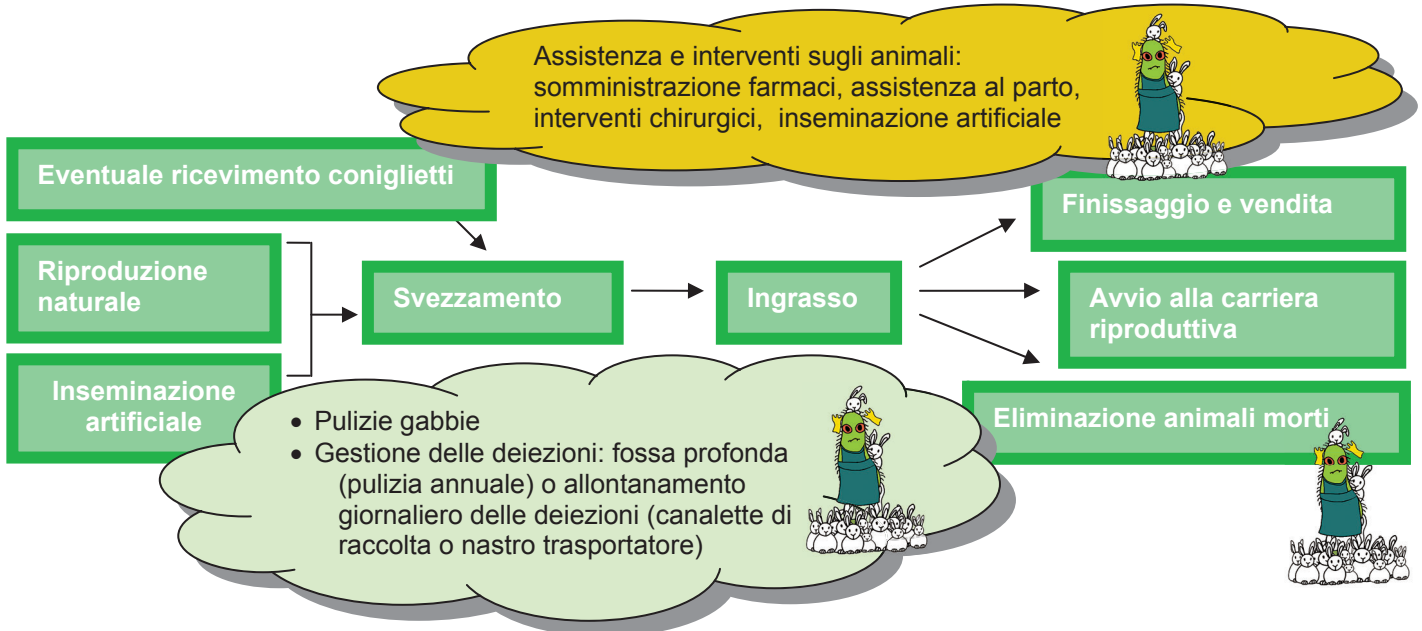 Assistenza e interventi sugli animali:
somministrazione farmaci, assistenza al parto,
interventi chirurgici, inseminazione artificiale
Eventuale ricevimento coniglietti
Riproduzione
naturale
Inseminazione
artificiale
Svezzamento
Ingrasso
Finissaggio e vendita
Avvio alla carriera
riproduttiva
Eliminazione animali morti
• Pulizie gabbie
• Gestione delle deiezioni: fossa profonda
(pulizia annuale) o allontanamento
giornaliero delle deiezioni (canalette di
raccolta o nastro trasportatore)